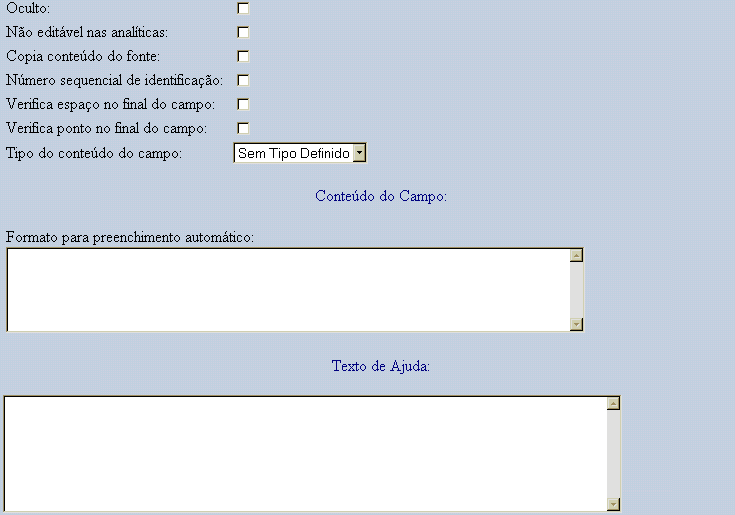 Oculto:
Não editável nas analíticas:
Copia conteúdo do fonte:
Número sequencial de identificação:
Verifica espaço no final do campo:
Verifica ponto no final do campo:
Tipo do conteúdo do campo: Sem Tipo Definido
Conteúdo do Campo:
Formato para preenchimento automático:
Texto de Ajuda: